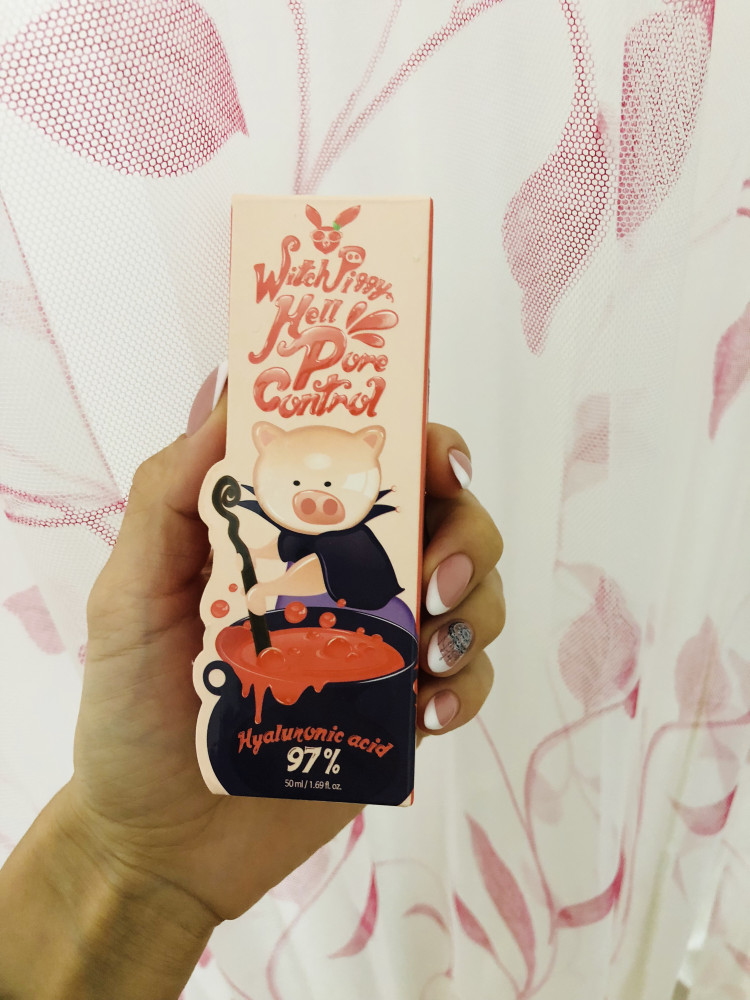 Witch Piggy
Hell
Pore
Control
Hyaluronic acid
97%
50 ml / 1.69 fl. oz.